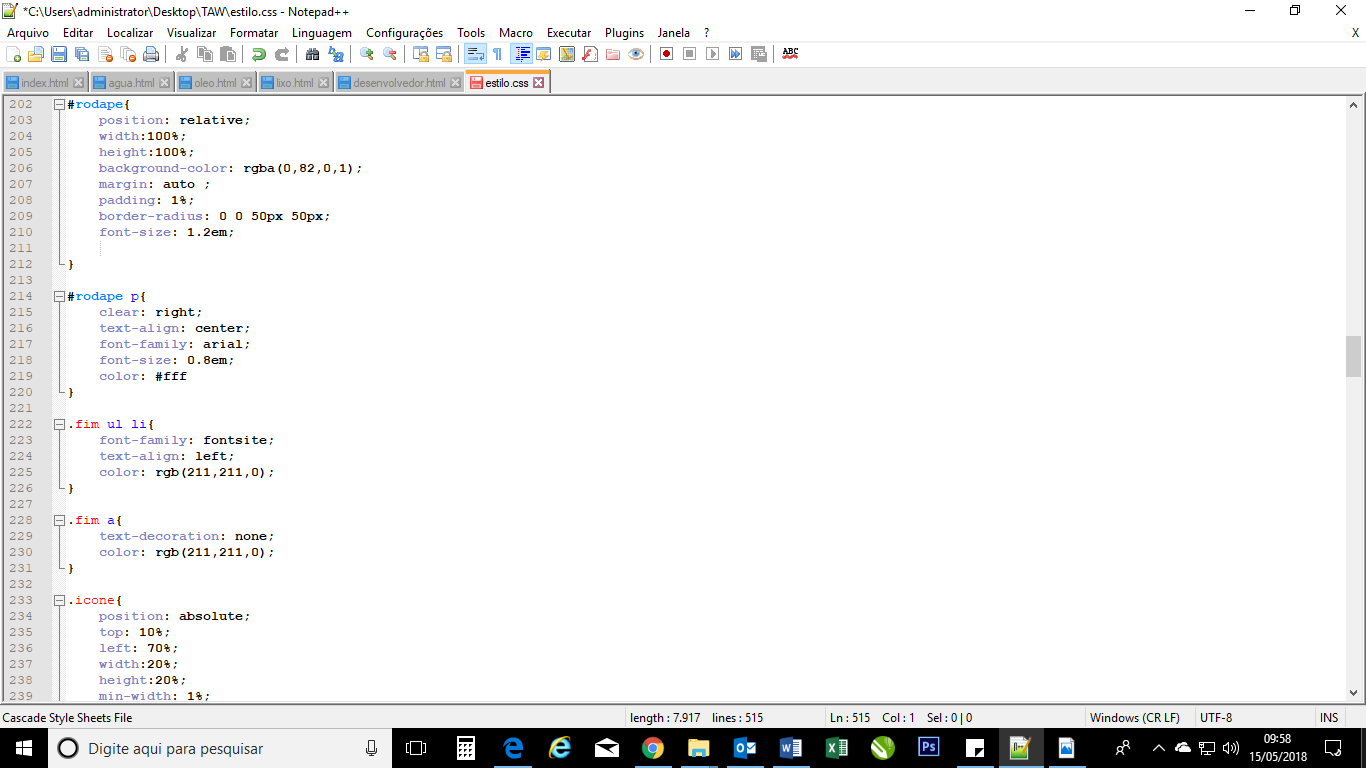 *C:\Users\administrator\Desktop\TAW\estilo.css - Notepad++
Arquivo Editar Localizar Visualizar Formatar Linguagem Configurações Tools Macro Executar Plugins Janela ? X
index.html agua.html oleo.html lixo.html desenvolvedor.html estilo.css
202 #rodape{
203 position: relative;
204 width:100%;
205 height:100%;
206 background-color: rgba(0,82,0,1);
207 margin: auto ;
208 padding: 1%;
209 border-radius: 0 0 50px 50px;
210 font-size: 1.2em;
211
212 }
213
214 #rodape p{
215 clear: right;
216 text-align: center;
217 font-family: arial;
218 font-size: 0.8em;
219 color: #fff
220 }
221
222 .fim ul li{
223 font-family: fontsite;
224 text-align: left;
225 color: rgb(211,211,0);
226 }
227
228 .fim a{
229 text-decoration: none;
230 color: rgb(211,211,0);
231 }
232
233 .icone{
234 position: absolute;
235 top: 10%;
236 left: 70%;
237 width:20%;
238 height:20%;
239 min-width: 1%;
Cascade Style Sheets File length : 7.917 lines : 515 Ln : 515 Col : 1 Sel : 0 | 0 Windows (CR LF) UTF-8 INS
Digite aqui para pesquisar
09:58
15/05/2018